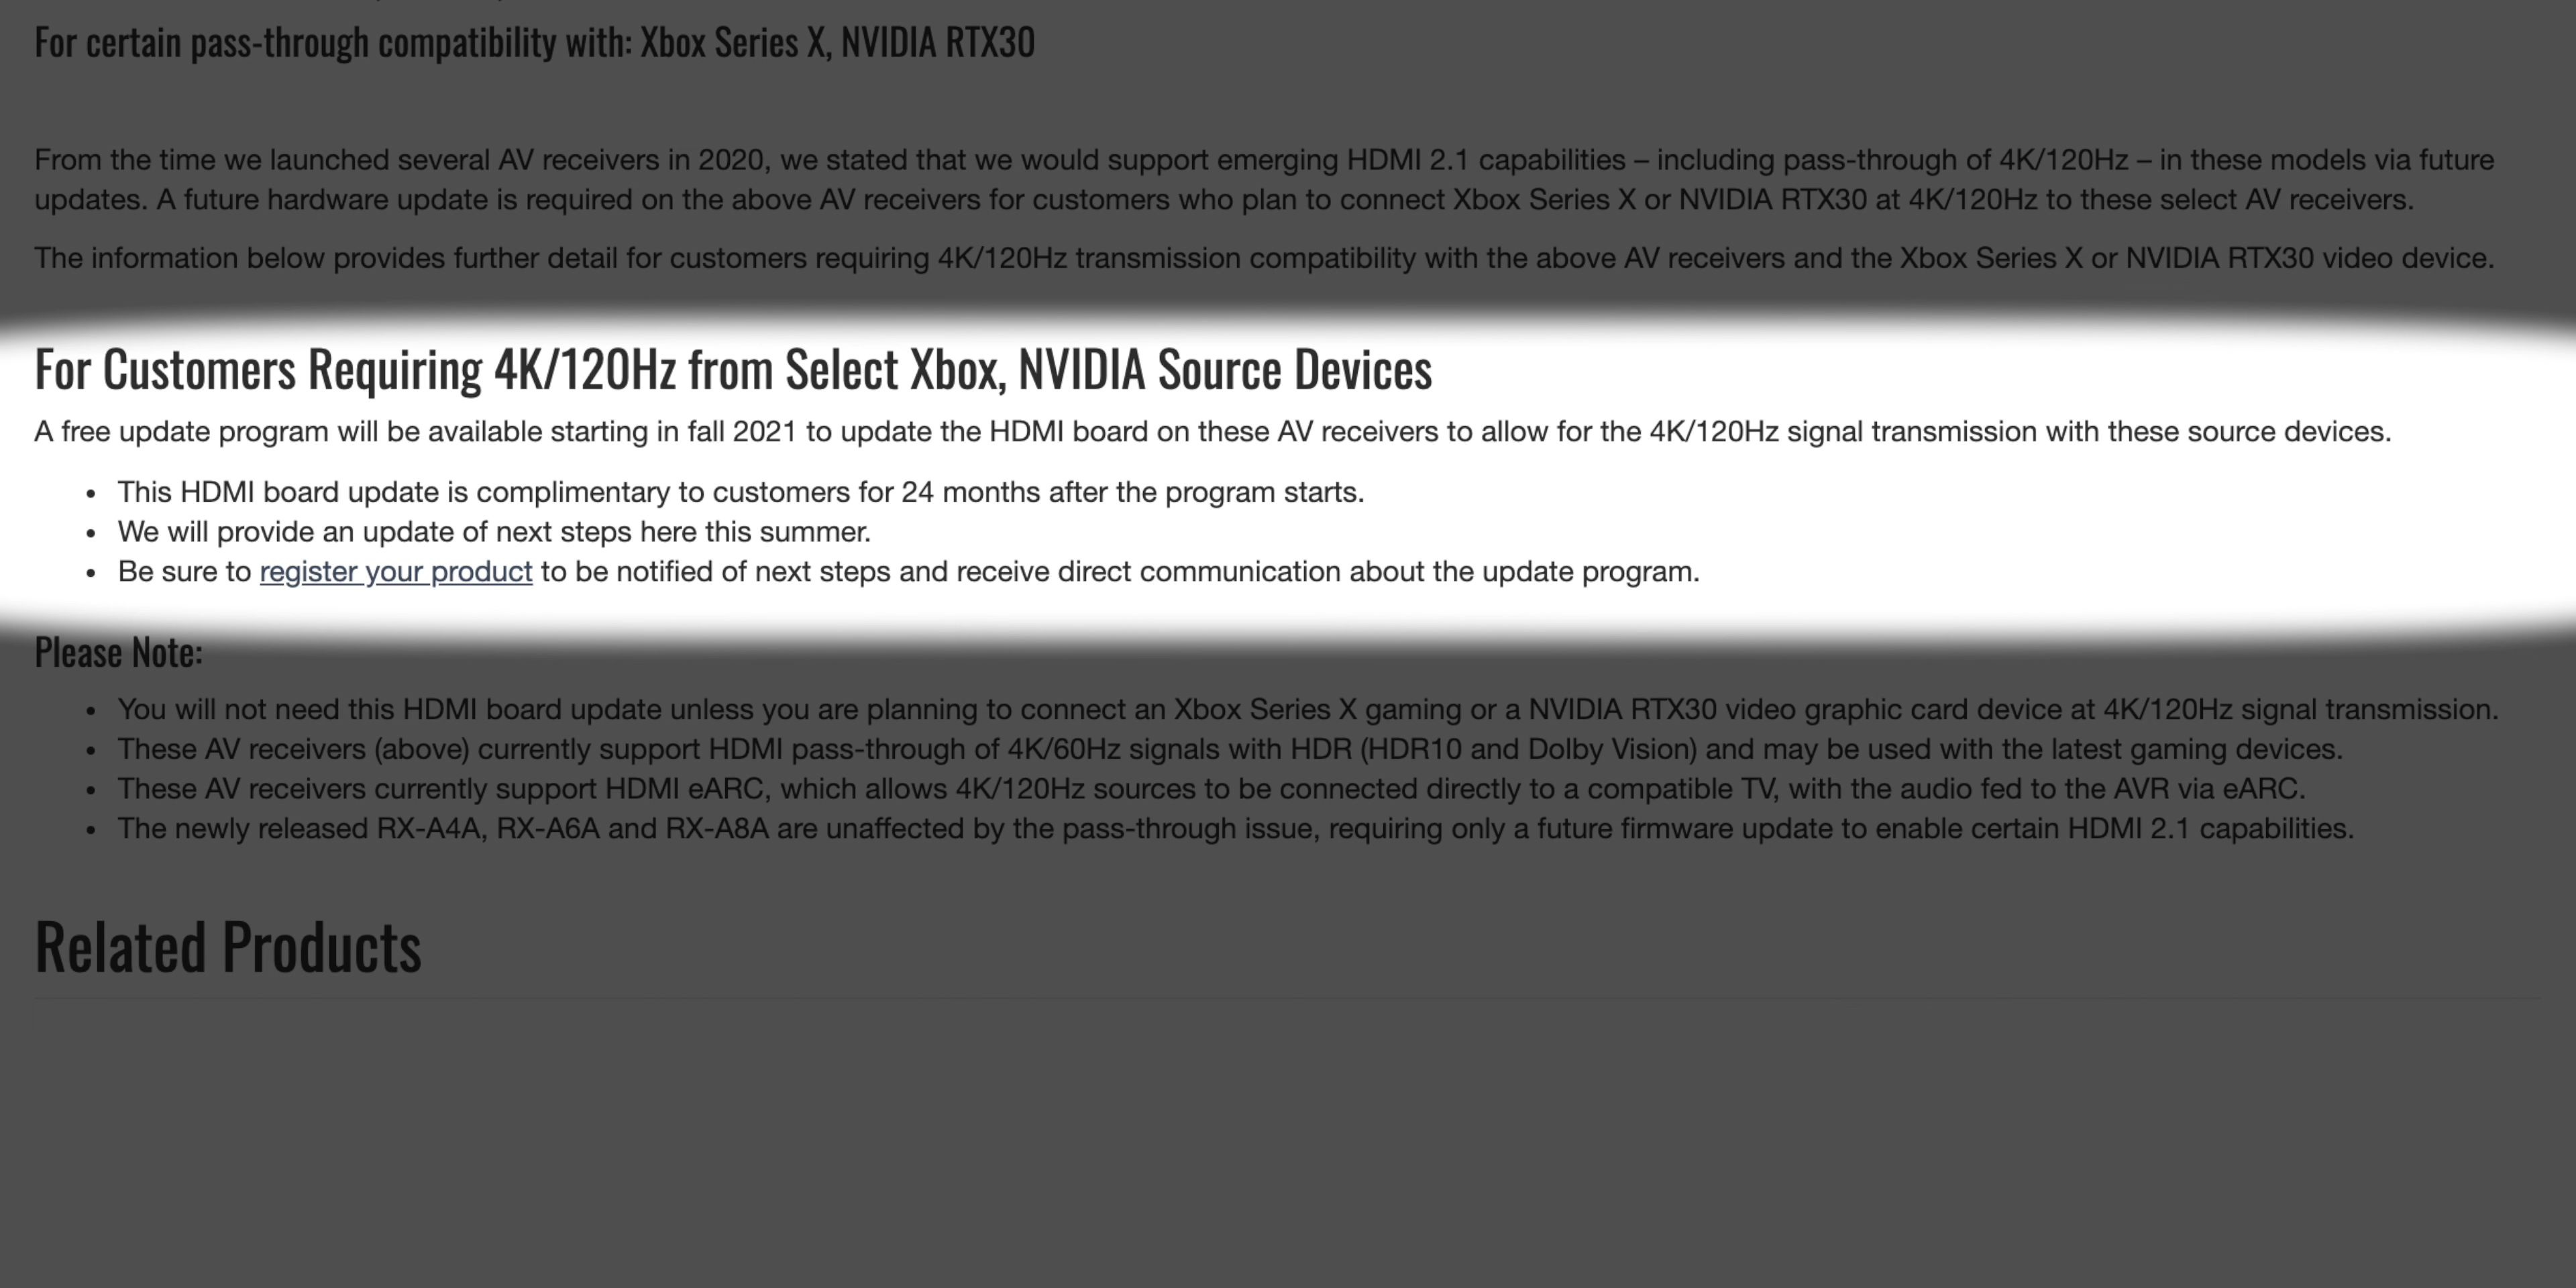 For certain pass-through compatibility with: Xbox Series X, NVIDIA RTX30
From the time we launched several AV receivers in 2020, we stated that we would support emerging HDMI 2.1 capabilities – including pass-through of 4K/120Hz – in these models via future
updates. A future hardware update is required on the above AV receivers for customers who plan to connect Xbox Series X or NVIDIA RTX30 at 4K/120Hz to these select AV receivers.
The information below provides further detail for customers requiring 4K/120Hz transmission compatibility with the above AV receivers and the Xbox Series X or NVIDIA RTX30 video device.
For Customers Requiring 4K/120Hz from Select Xbox, NVIDIA Source Devices
A free update program will be available starting in fall 2021 to update the HDMI board on these AV receivers to allow for the 4K/120Hz signal transmission with these source devices.
• This HDMI board update is complimentary to customers for 24 months after the program starts.
• We will provide an update of next steps here this summer.
• Be sure to register your product to be notified of next steps and receive direct communication about the update program.
Please Note:
• You will not need this HDMI board update unless you are planning to connect an Xbox Series X gaming or a NVIDIA RTX30 video graphic card device at 4K/120Hz signal transmission.
• These AV receivers (above) currently support HDMI pass-through of 4K/60Hz signals with HDR (HDR10 and Dolby Vision) and may be used with the latest gaming devices.
• These AV receivers currently support HDMI eARC, which allows 4K/120Hz sources to be connected directly to a compatible TV, with the audio fed to the AVR via eARC.
• The newly released RX-A4A, RX-A6A and RX-A8A are unaffected by the pass-through issue, requiring only a future firmware update to enable certain HDMI 2.1 capabilities.
Related Products